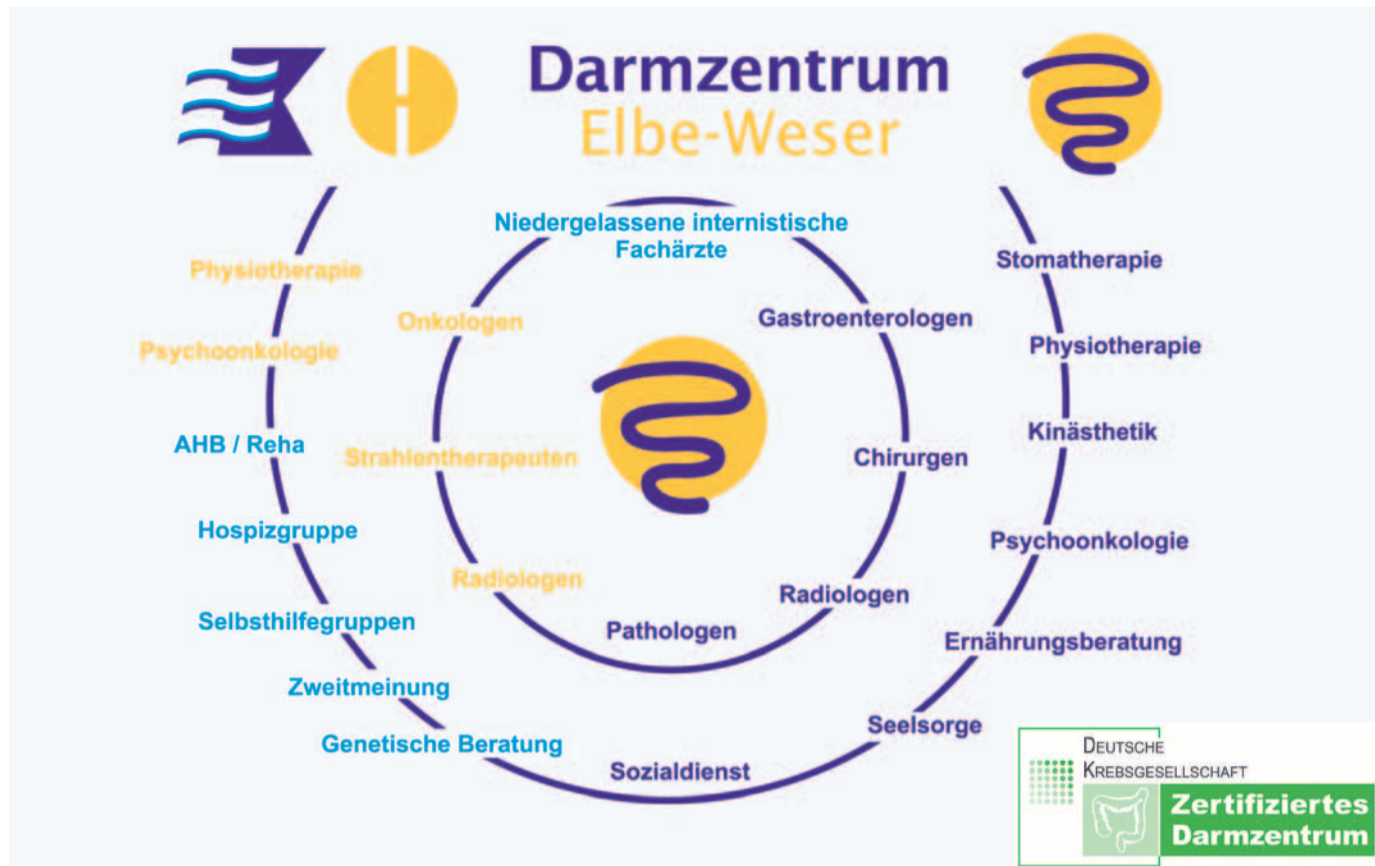 Darmzentrum
Elbe-Weser
Niedergelassene internistische
Fachärzte
Physiotherapie
Stomatherapie
Onkologen
Gastroenterologen
Psychoonkologie
Physiotherapie
AHB / Reha
Strahlentherapeuten
Chirurgen
Kinästhetik
Hospizgruppe
Psychoonkologie
Radiologen
Radiologen
Selbsthilfegruppen
Pathologen
Ernährungsberatung
Zweitmeinung
Seelsorge
Genetische Beratung
Sozialdienst
DEUTSCHE
KREBSGESELLSCHAFT
Zertifiziertes
Darmzentrum